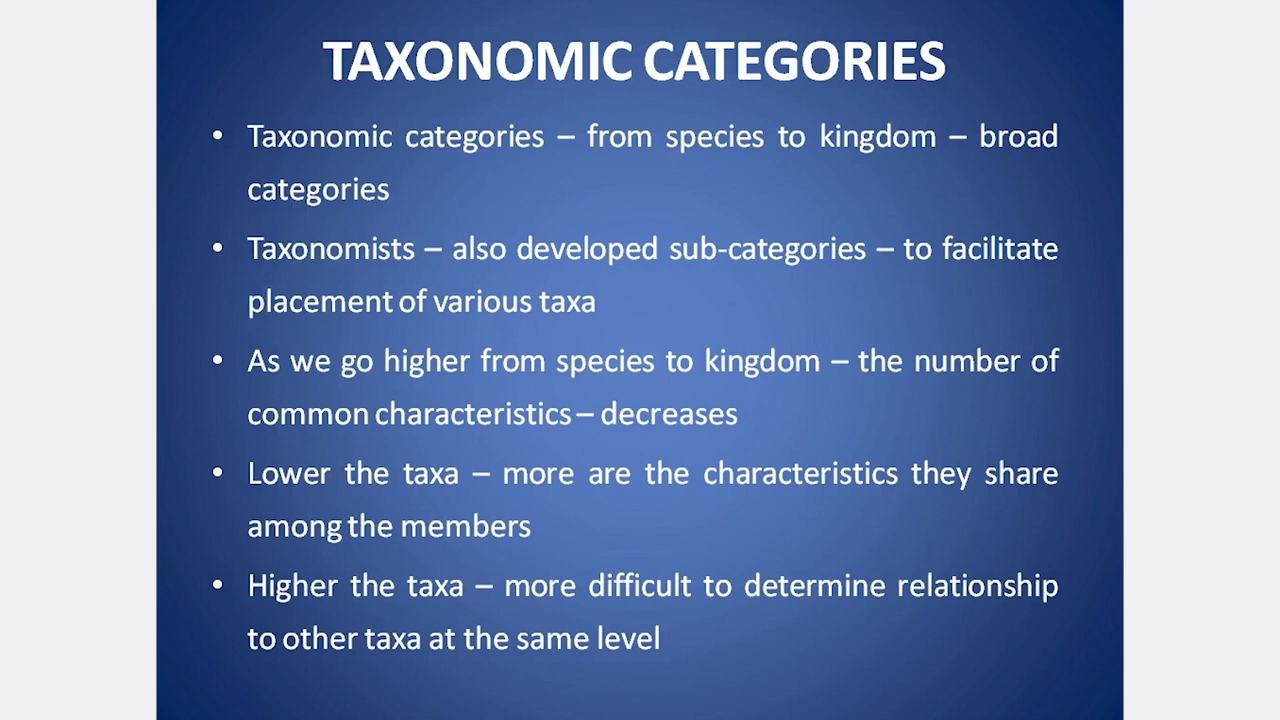 TAXONOMIC CATEGORIES
• Taxonomic categories – from species to kingdom – broad
categories
• Taxonomists – also developed sub-categories – to facilitate
placement of various taxa
• As we go higher from species to kingdom – the number of
common characteristics – decreases
• Lower the taxa – more are the characteristics they share
among the members
• Higher the taxa – more difficult to determine relationship
to other taxa at the same level